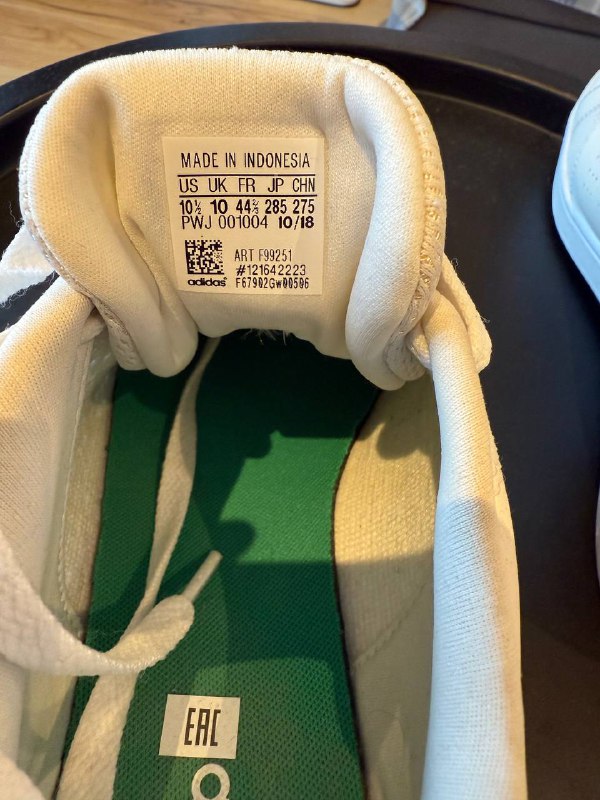 MADE IN INDONESIA
US UK FR JP CHN
10½ 10 44⅔ 285 275
PWJ 001004 10/18
ART F99251
#121642223
adidas® F67902Gw00506
EAC